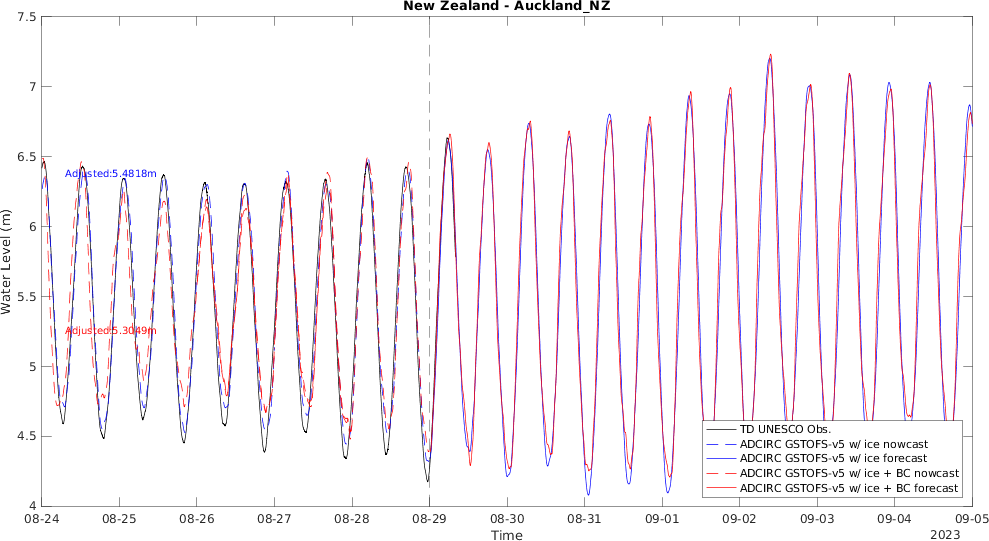 New Zealand - Auckland_NZ
7.5
7
6.5
6
5.5
5
4.5
4
Water Level (m)
Adjusted:5.4818m
Adjusted:5.3049m
TD UNESCO Obs.
ADCIRC GSTOFS-v5 w/ ice nowcast
ADCIRC GSTOFS-v5 w/ ice forecast
ADCIRC GSTOFS-v5 w/ ice + BC nowcast
ADCIRC GSTOFS-v5 w/ ice + BC forecast
08-24 08-25 08-26 08-27 08-28 08-29 08-30 08-31 09-01 09-02 09-03 09-04 09-05
Time
2023